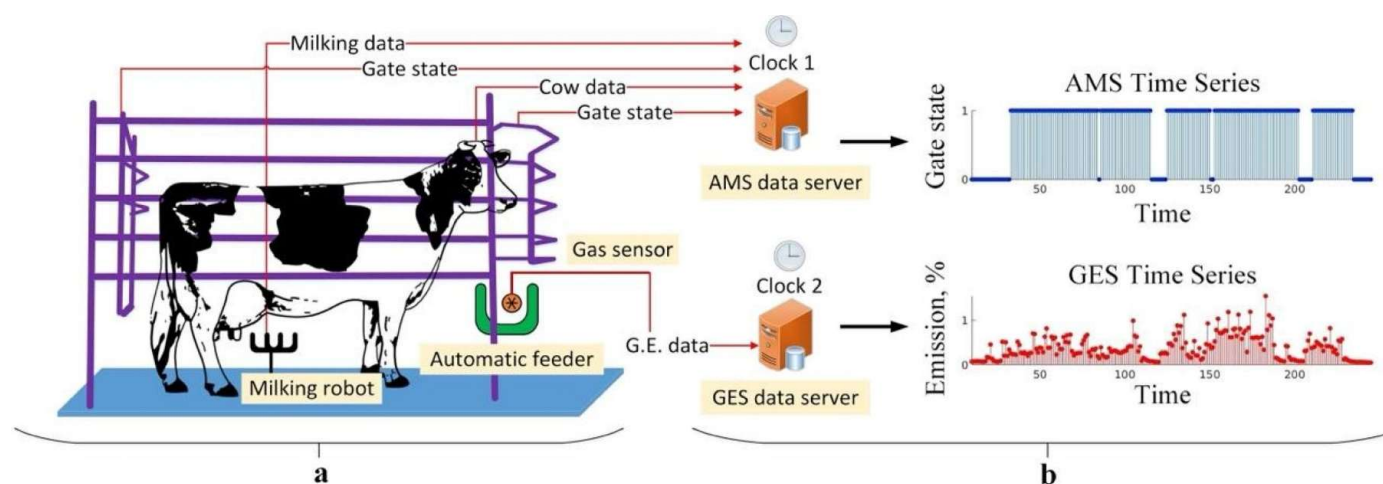 Milking data
Gate state
Cow data
Gate state
Clock 1
AMS data server
Gas sensor
Automatic feeder
Milking robot
G.E. data
Clock 2
GES data server
a
AMS Time Series
Gate state
1
0
50 100 150 200
Time
GES Time Series
Emission, %
1
0
50 100 150 200
Time
b